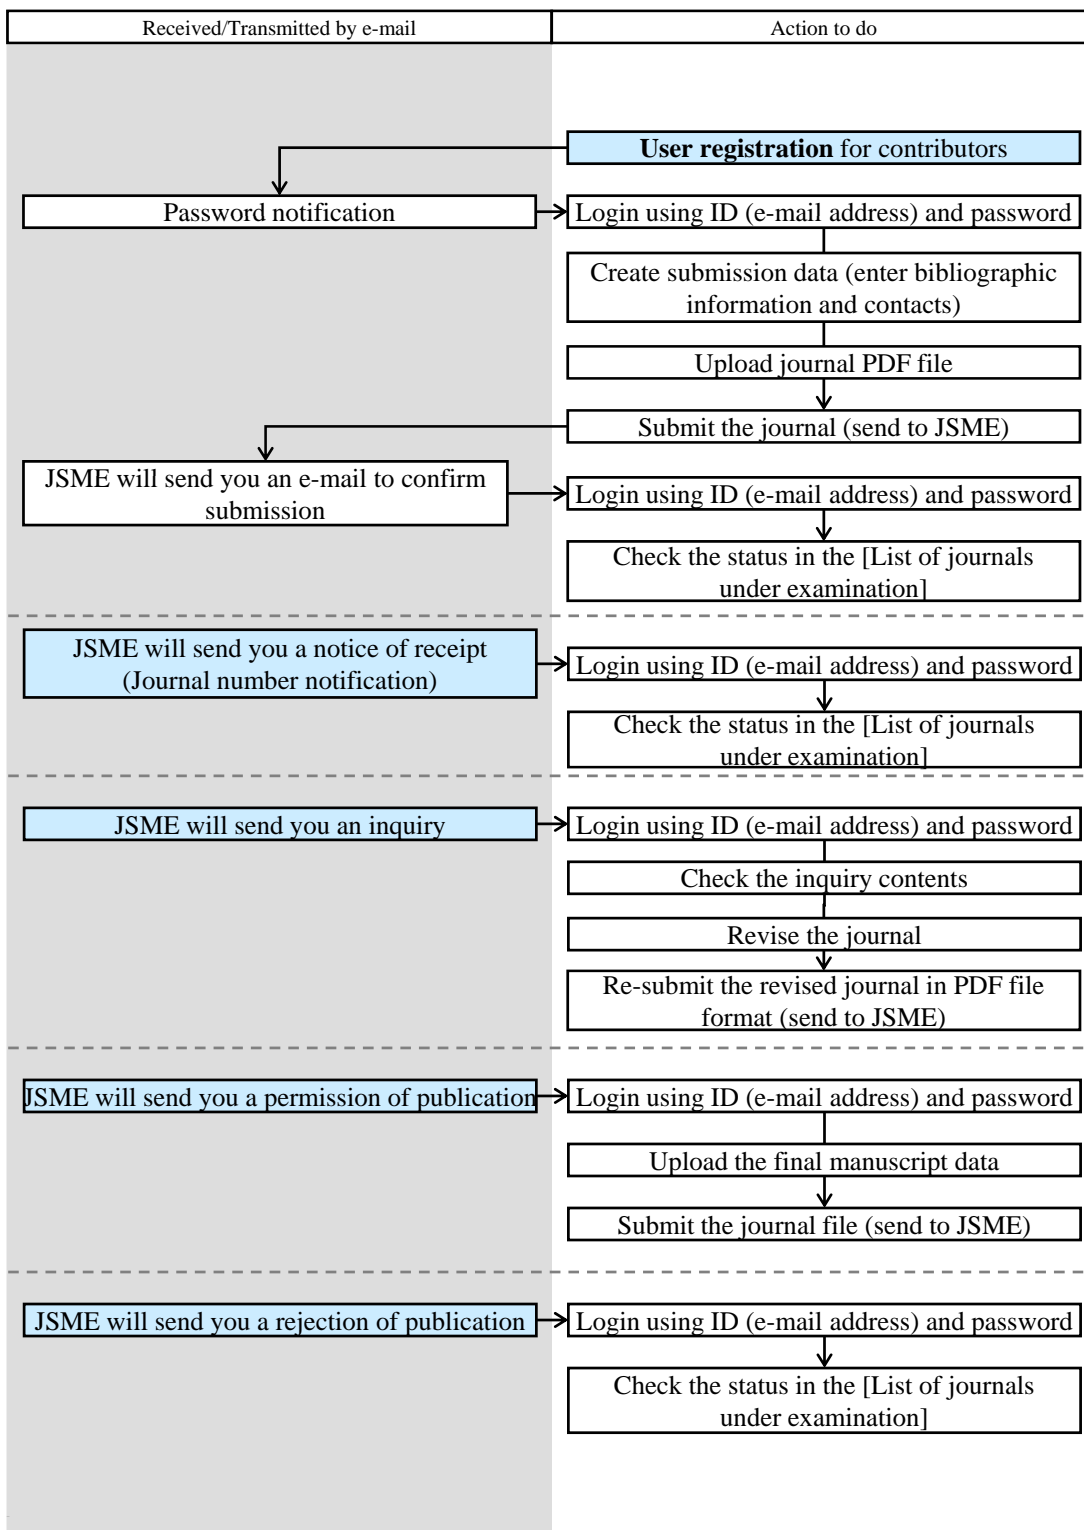 Received/Transmitted by e-mail
Action to do
User registration for contributors
Password notification
Login using ID (e-mail address) and password
Create submission data (enter bibliographic
information and contacts)
Upload journal PDF file
Submit the journal (send to JSME)
JSME will send you an e-mail to confirm
submission
Login using ID (e-mail address) and password
Check the status in the [List of journals
under examination]
JSME will send you a notice of receipt
(Journal number notification)
Login using ID (e-mail address) and password
Check the status in the [List of journals
under examination]
JSME will send you an inquiry
Login using ID (e-mail address) and password
Check the inquiry contents
Revise the journal
Re-submit the revised journal in PDF file
format (send to JSME)
JSME will send you a permission of publication
Login using ID (e-mail address) and password
Upload the final manuscript data
Submit the journal file (send to JSME)
JSME will send you a rejection of publication
Login using ID (e-mail address) and password
Check the status in the [List of journals
under examination]